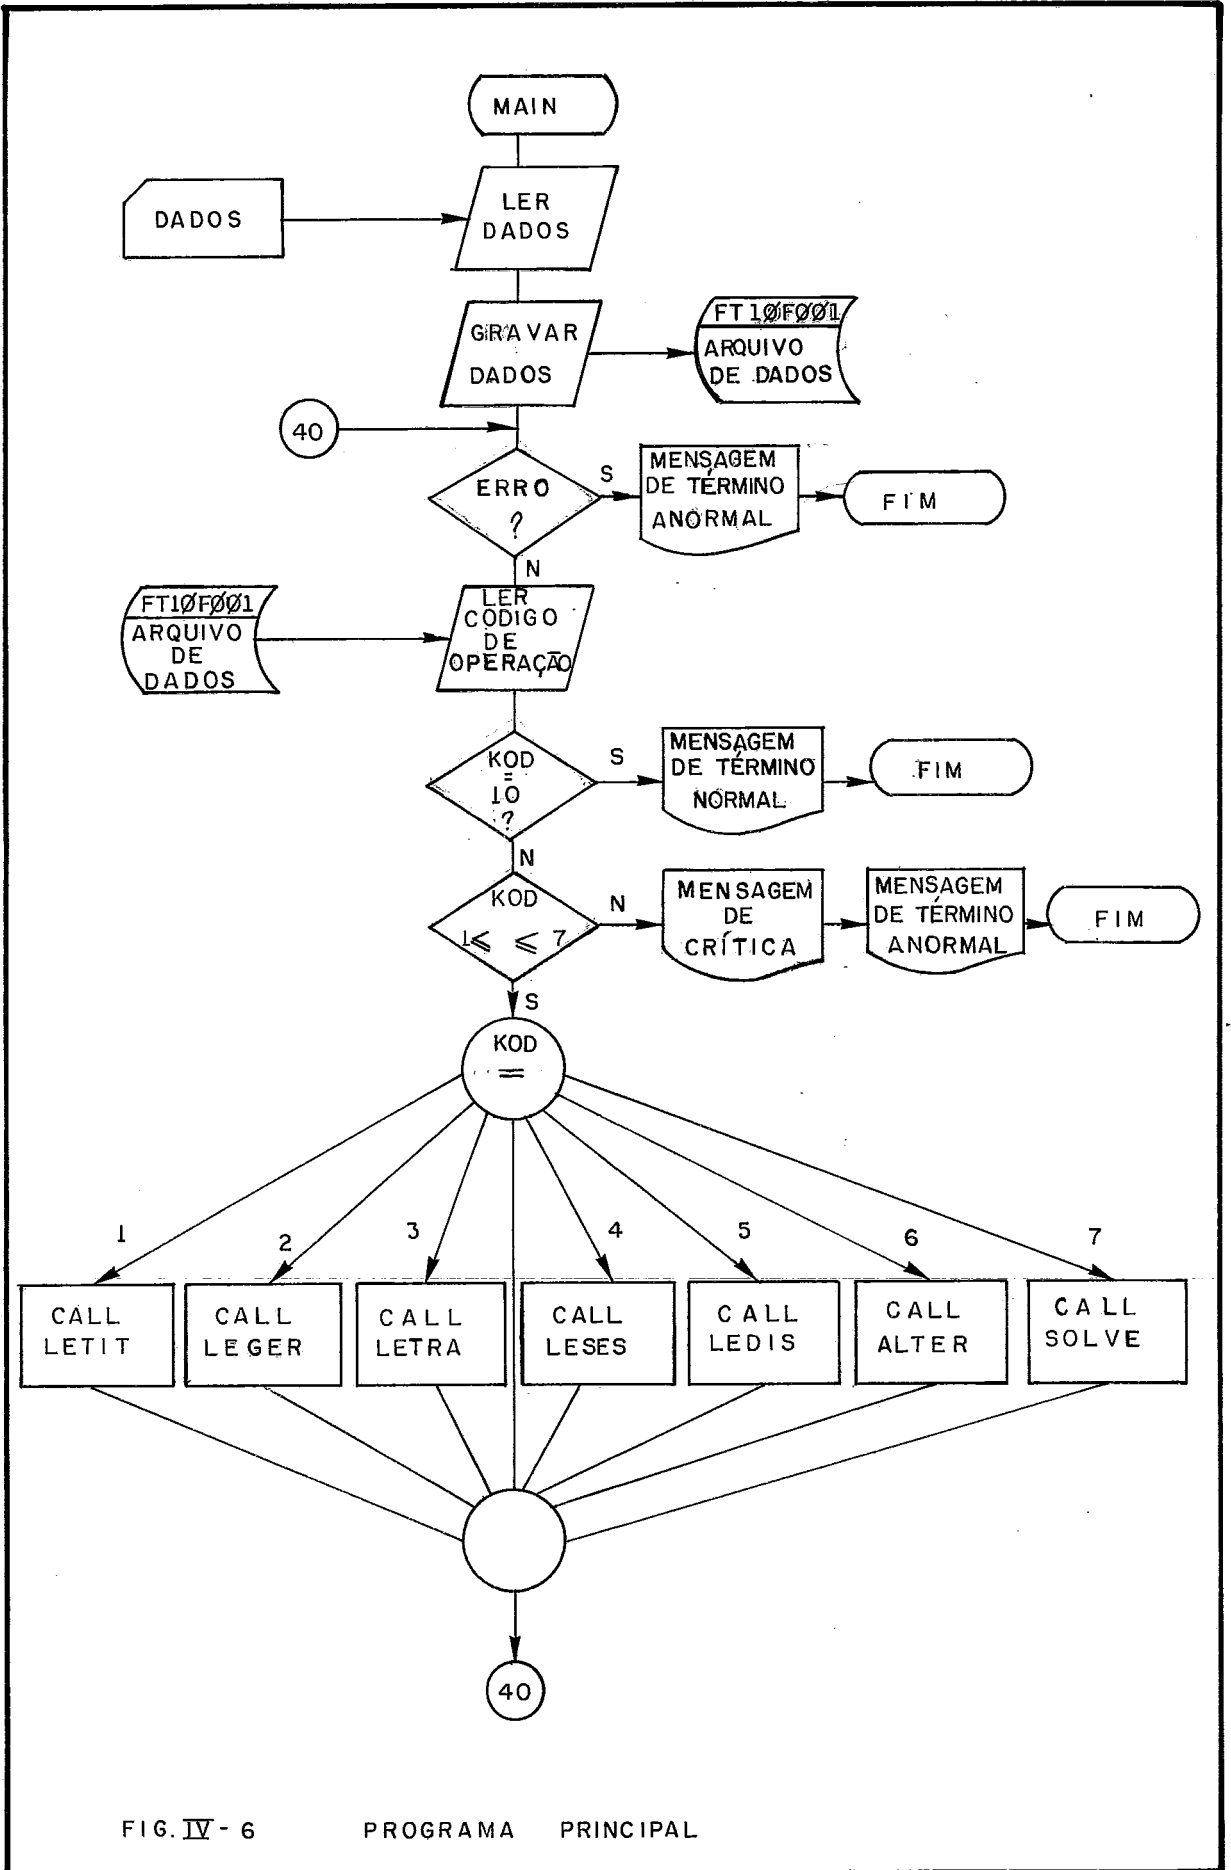 MAIN
DADOS
LER
DADOS
GRAVAR
DADOS
FT1ØFØØ1
ARQUIVO
DE DADOS
40
ERRO
?
S
MENSAGEM
DE TÉRMINO
ANORMAL
FIM
N
FT1ØFØØ1
ARQUIVO
DE
DADOS
LER
CÓDIGO
DE
OPERAÇÃO
KOD
=
10
?
S
MENSAGEM
DE TÉRMINO
NORMAL
FIM
N
KOD
1⩽ ⩽ 7
N
MENSAGEM
DE
CRÍTICA
MENSAGEM
DE TÉRMINO
ANORMAL
FIM
S
KOD
=
1
2
3
4
5
6
7
CALL
LETIT
CALL
LEGER
CALL
LETRA
CALL
LESES
CALL
LEDIS
CALL
ALTER
CALL
SOLVE
40
FIG. IV - 6 PROGRAMA PRINCIPAL